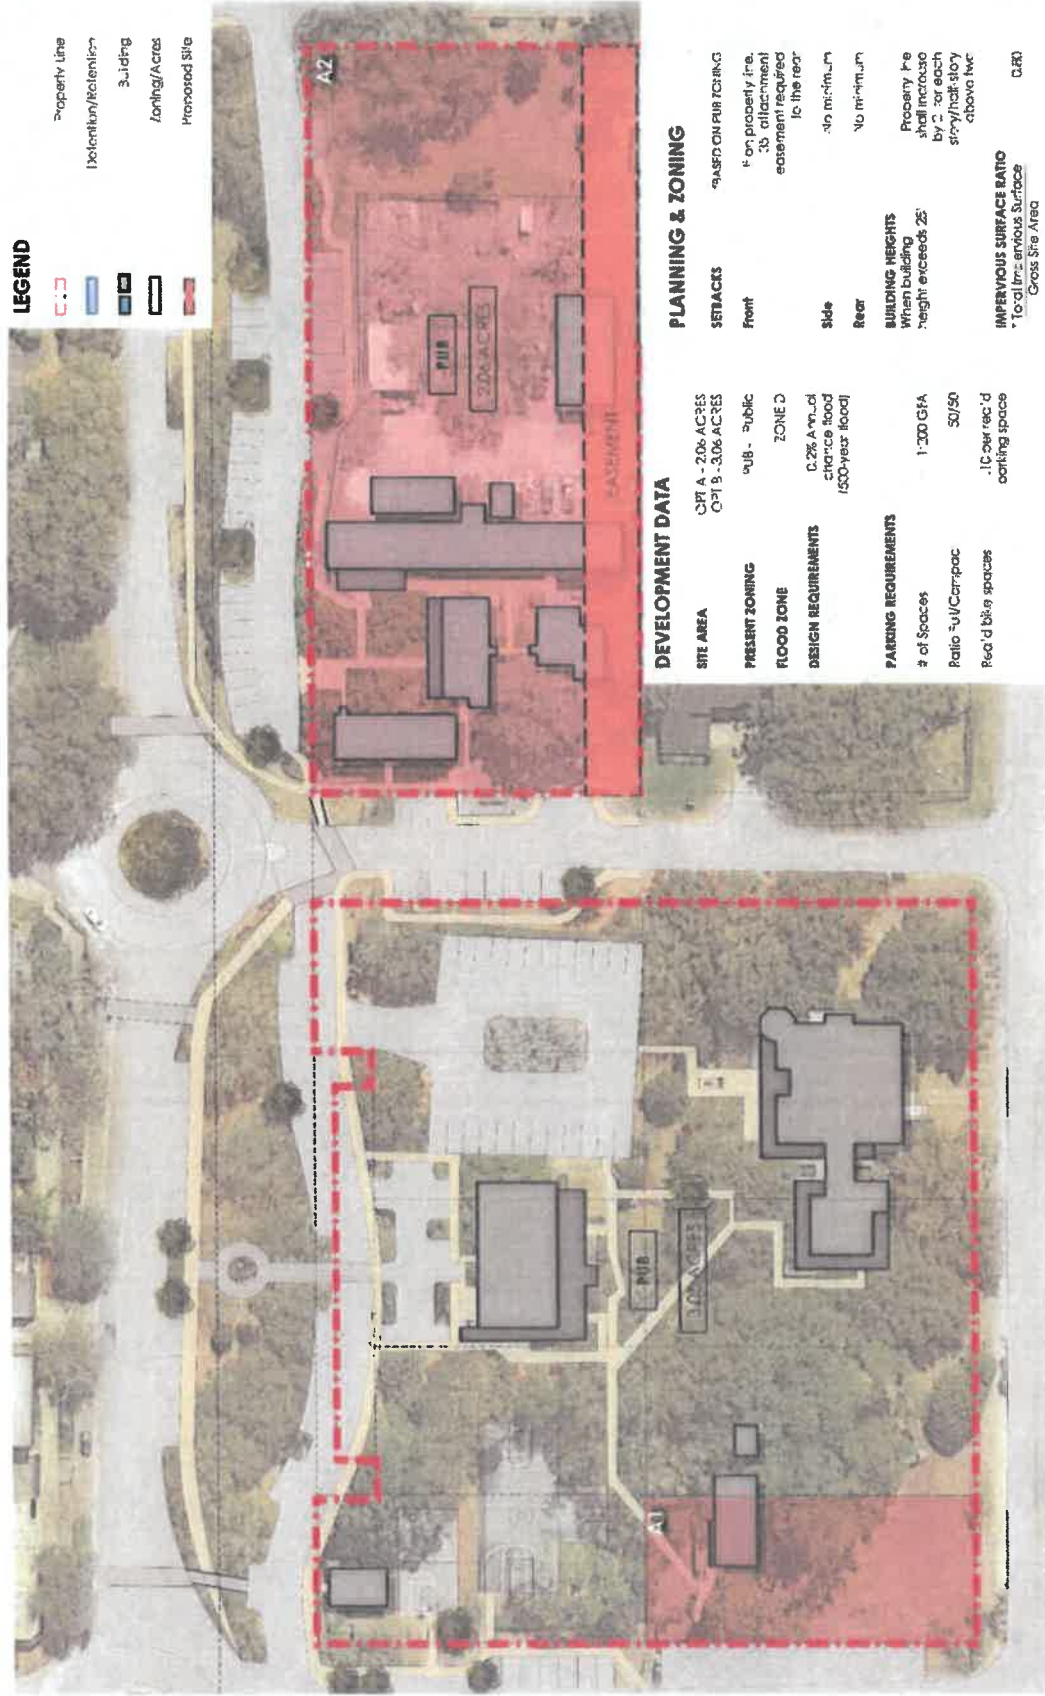 LEGEND
Property Line
Detention/Retention
Building
Zoning/Acres
Proposed Site
A2
PUB
2.06 ACRES
EASEMENT
PUB
ACRES
A1
DEVELOPMENT DATA
SITE AREA
OPT A - 2.06 ACRES
OPT B - 3.06 ACRES
PRESENT ZONING
PUB - Public
FLOOD ZONE
ZONE D
DESIGN REQUIREMENTS
0.2% Annual
chance flood
(500-year flood)
PARKING REQUIREMENTS
# of Spaces
1:300 GFA
Ratio Full/Compac
50/50
Req'd bike spaces
.10 per req'd
parking space
PLANNING & ZONING
SETBACKS
*BASED ON PUB ZONING
Front
on property line.
attachment
easement required
to the rear
Side
No minimum
Rear
No minimum
BUILDING HEIGHTS
When building
height exceeds 25'
Property line
shall increase
by 2' for each
story/half-story
above two
IMPERVIOUS SURFACE RATIO
* Total Impervious Surface
Gross Site Area
0.80